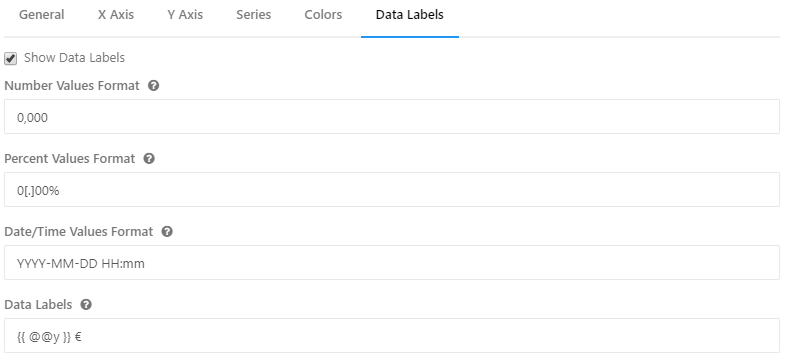 General X Axis Y Axis Series Colors Data Labels
Show Data Labels
Number Values Format
0,000
Percent Values Format
0[.]00%
Date/Time Values Format
YYYY-MM-DD HH:mm
Data Labels
{{ @@y }} €